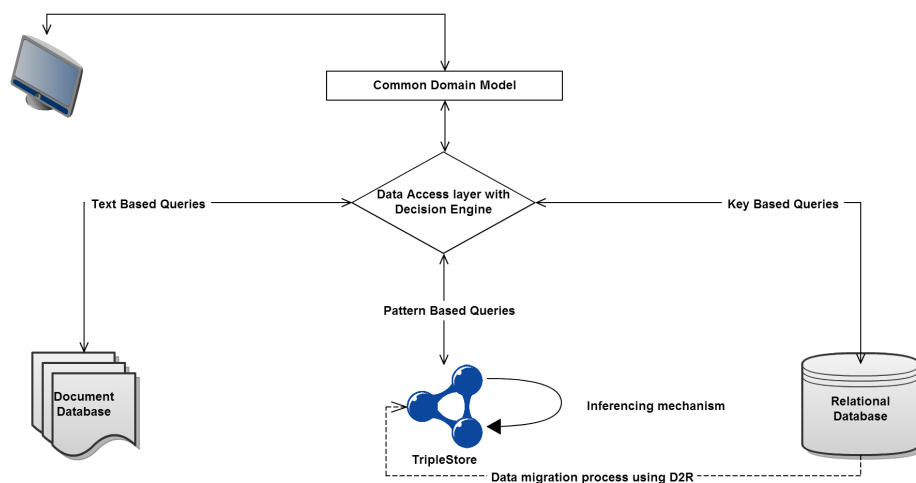 Common Domain Model
Data Access layer with
Decision Engine
Text Based Queries
Key Based Queries
Pattern Based Queries
Document
Database
Inferencing mechanism
Relational
Database
TripleStore
Data migration process using D2R